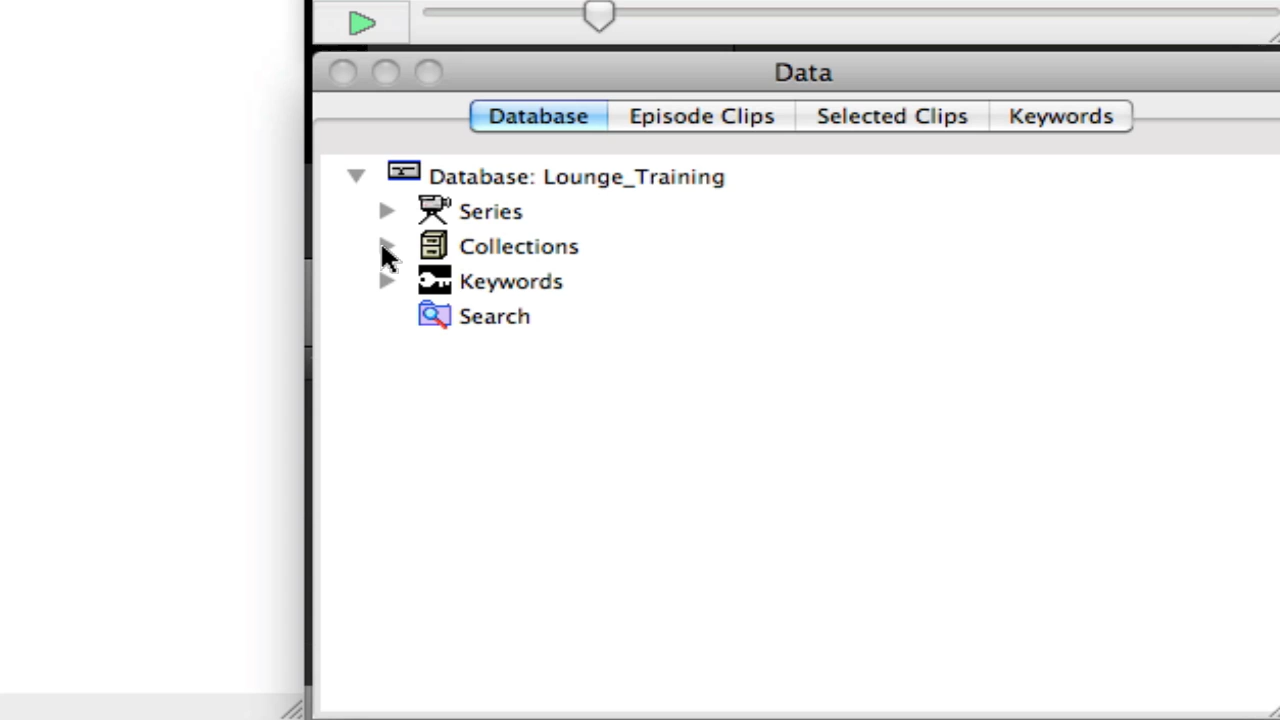 Data
Database Episode Clips Selected Clips Keywords
Database: Lounge_Training
Series
Collections
Keywords
Search